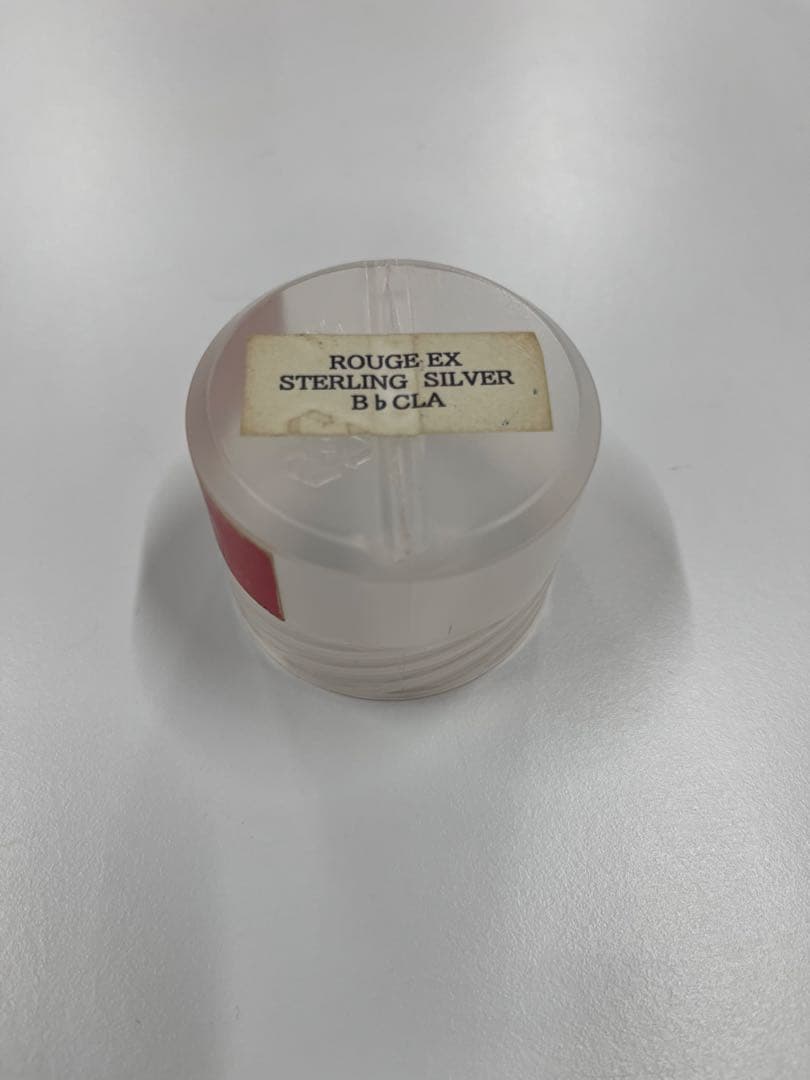 ROUGE EX
STERLING SILVER
B♭CLA